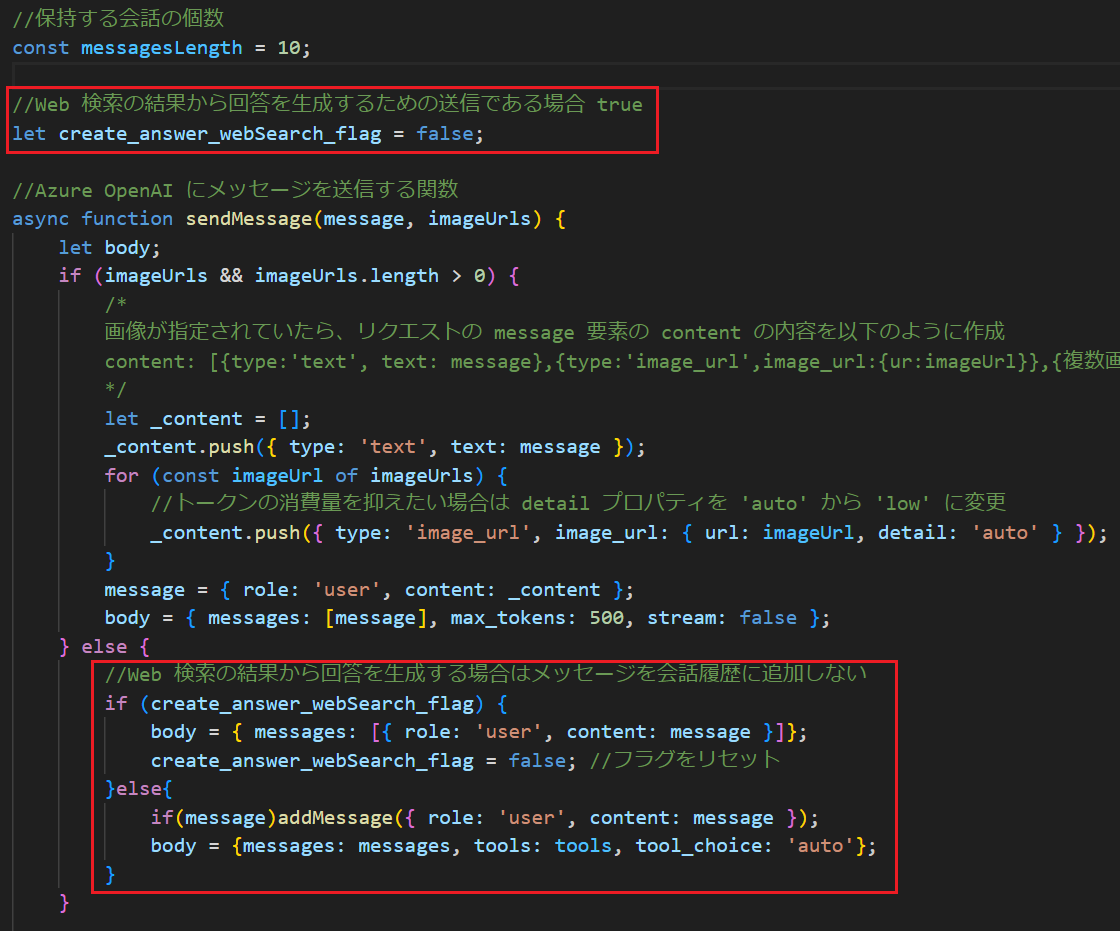 //保持する会話の個数
const messagesLength = 10;
//Web 検索の結果から回答を生成するための送信である場合 true
let create_answer_webSearch_flag = false;
//Azure OpenAI にメッセージを送信する関数
async function sendMessage(message, imageUrls) {
let body;
if (imageUrls && imageUrls.length > 0) {
/*
画像が指定されていたら、リクエストの message 要素の content の内容を以下のように作成
content: [{type:'text', text: message},{type:'image_url',image_url:{ur:imageUrl}},{複数画
*/
let _content = [];
_content.push({ type: 'text', text: message });
for (const imageUrl of imageUrls) {
//トークンの消費量を抑えたい場合は detail プロパティを 'auto' から 'low' に変更
_content.push({ type: 'image_url', image_url: { url: imageUrl, detail: 'auto' } });
}
message = { role: 'user', content: _content };
body = { messages: [message], max_tokens: 500, stream: false };
} else {
//Web 検索の結果から回答を生成する場合はメッセージを会話履歴に追加しない
if (create_answer_webSearch_flag) {
body = { messages: [{ role: 'user', content: message }]};
create_answer_webSearch_flag = false; //フラグをリセット
}else{
if(message)addMessage({ role: 'user', content: message });
body = {messages: messages, tools: tools, tool_choice: 'auto'};
}
}